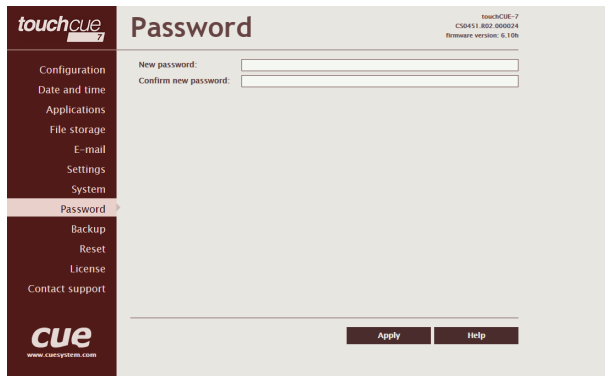 touchcue
7
Password
touchCUE-7
CS0451.R02.000024
firmware version: 6.10h
Configuration
Date and time
Applications
File storage
E-mail
Settings
System
Password
Backup
Reset
License
Contact support
New password:
Confirm new password:
Apply Help
cue
www.cuesystem.com